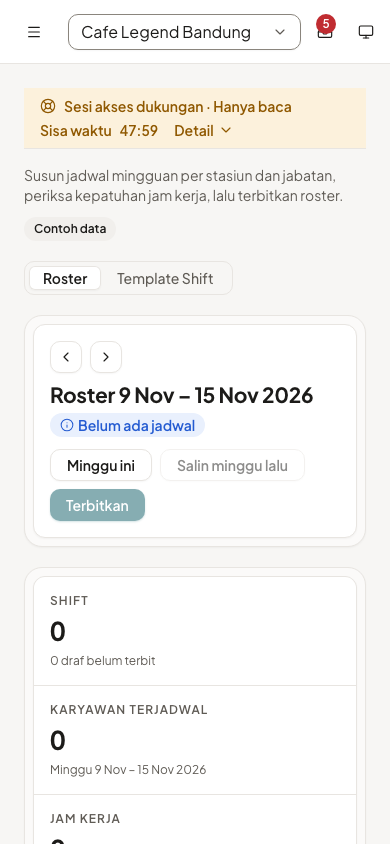 Cafe Legend Bandung
5
Sesi akses dukungan · Hanya baca
Sisa waktu 47:59 Detail
Susun jadwal mingguan per stasiun dan jabatan,
periksa kepatuhan jam kerja, lalu terbitkan roster.
Contoh data
Roster Template Shift
Roster 9 Nov – 15 Nov 2026
Belum ada jadwal
Minggu ini Salin minggu lalu
Terbitkan
SHIFT
0
0 draf belum terbit
KARYAWAN TERJADWAL
0
Minggu 9 Nov – 15 Nov 2026
JAM KERJA